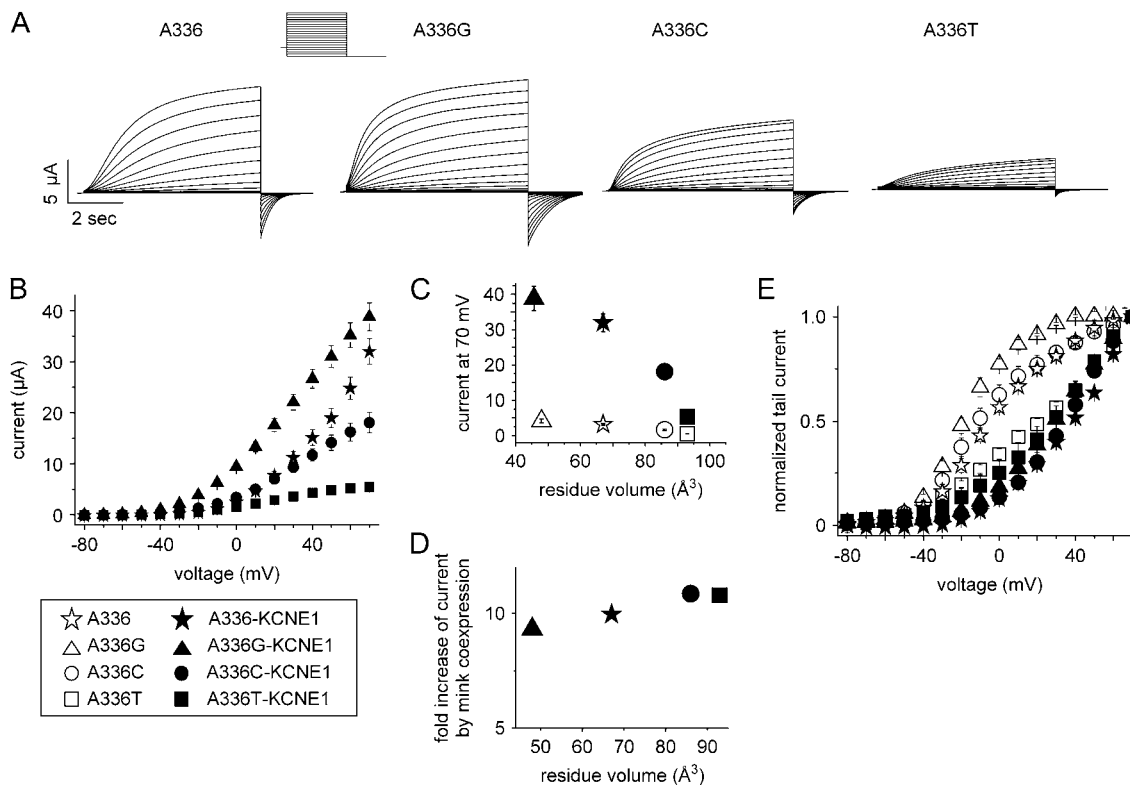 A
A336
A336G
A336C
A336T
5 µA
2 sec
B
current (µA)
40
30
20
10
0
-80
-40
0
40
voltage (mV)
C
current at 70 mV
40
30
20
10
0
40
60
80
100
residue volume (Å3)
D
fold increase of current
by mink coexpression
10
5
50
60
70
80
90
residue volume (Å3)
E
normalized tail current
1.0
0.5
0
-80
-40
0
40
voltage (mV)
A336
A336-KCNE1
A336G
A336G-KCNE1
A336C
A336C-KCNE1
A336T
A336T-KCNE1